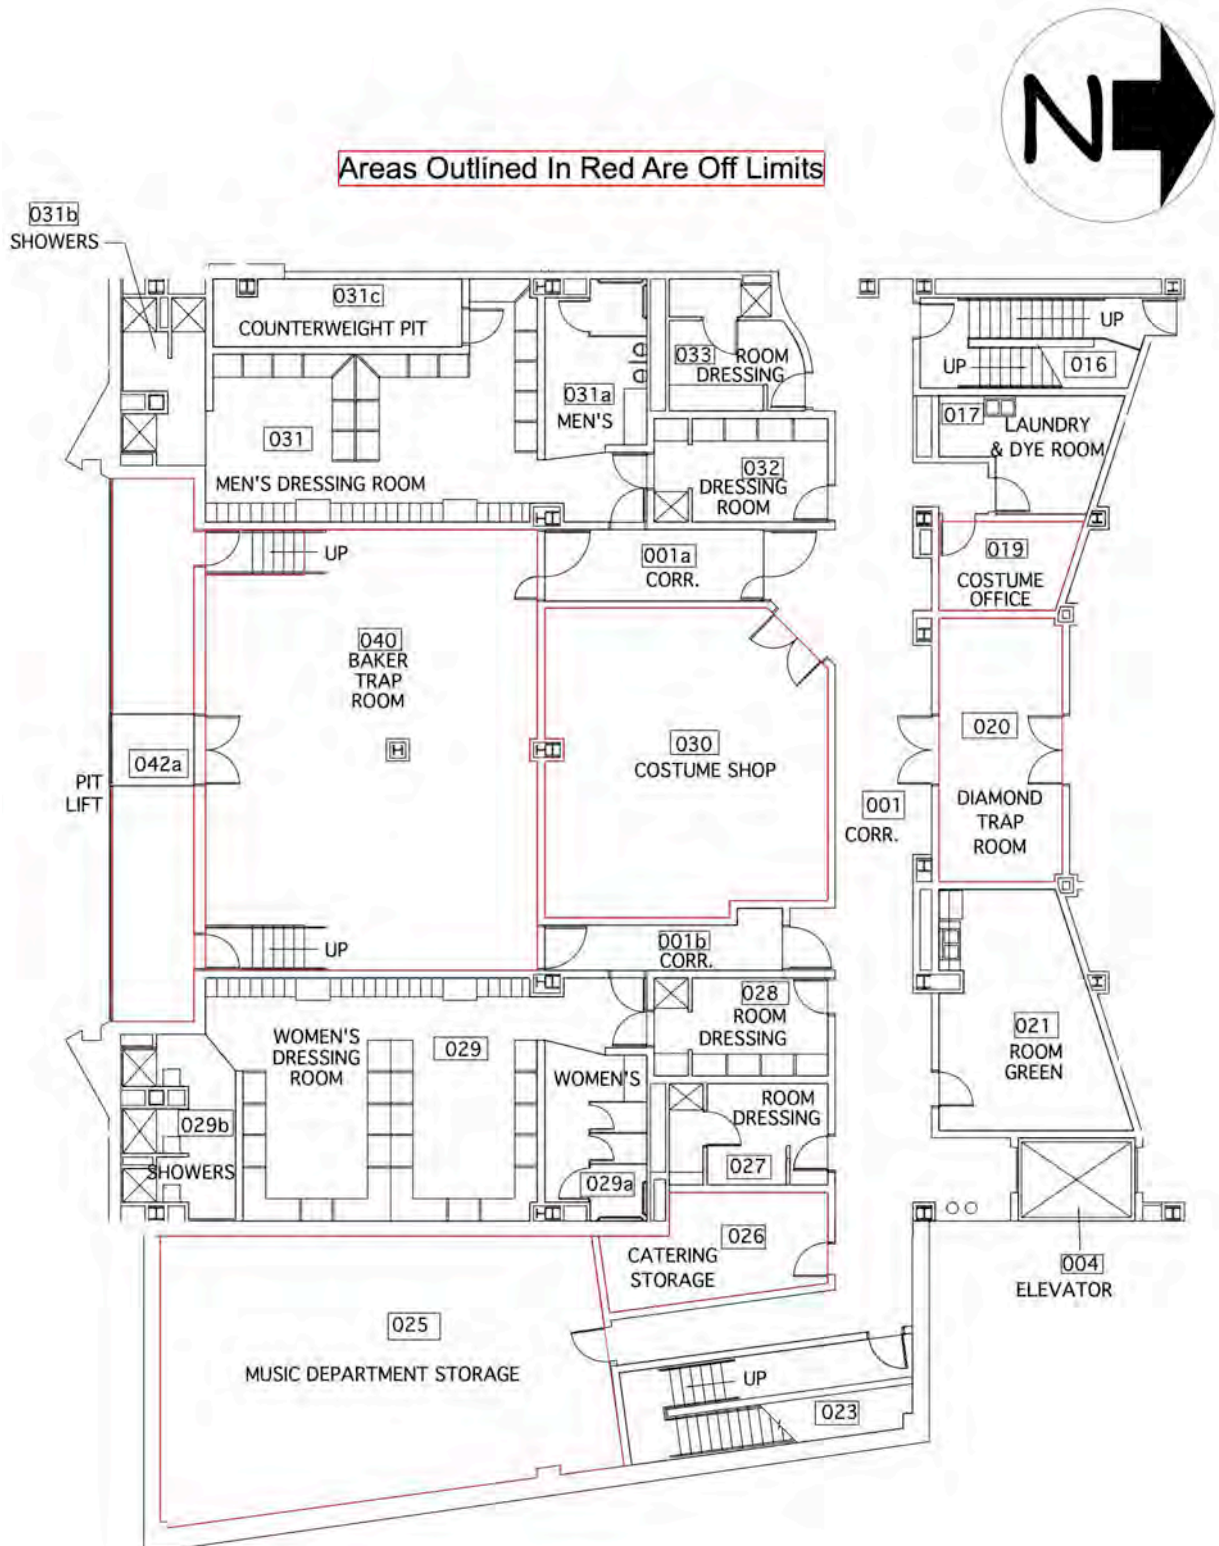 N
Areas Outlined In Red Are Off Limits
031b
SHOWERS
031c
COUNTERWEIGHT PIT
UP
UP
016
033
ROOM
DRESSING
031a
MEN'S
017
LAUNDRY
& DYE ROOM
031
MEN'S DRESSING ROOM
032
DRESSING
ROOM
UP
001a
CORR.
019
COSTUME
OFFICE
040
BAKER
TRAP
ROOM
030
COSTUME SHOP
020
DIAMOND
TRAP
ROOM
042a
PIT
LIFT
001
CORR.
UP
001b
CORR.
028
ROOM
DRESSING
WOMEN'S
DRESSING
ROOM
029
WOMEN'S
021
ROOM
GREEN
ROOM
DRESSING
027
029b
SHOWERS
029a
026
CATERING
STORAGE
004
ELEVATOR
025
MUSIC DEPARTMENT STORAGE
UP
023